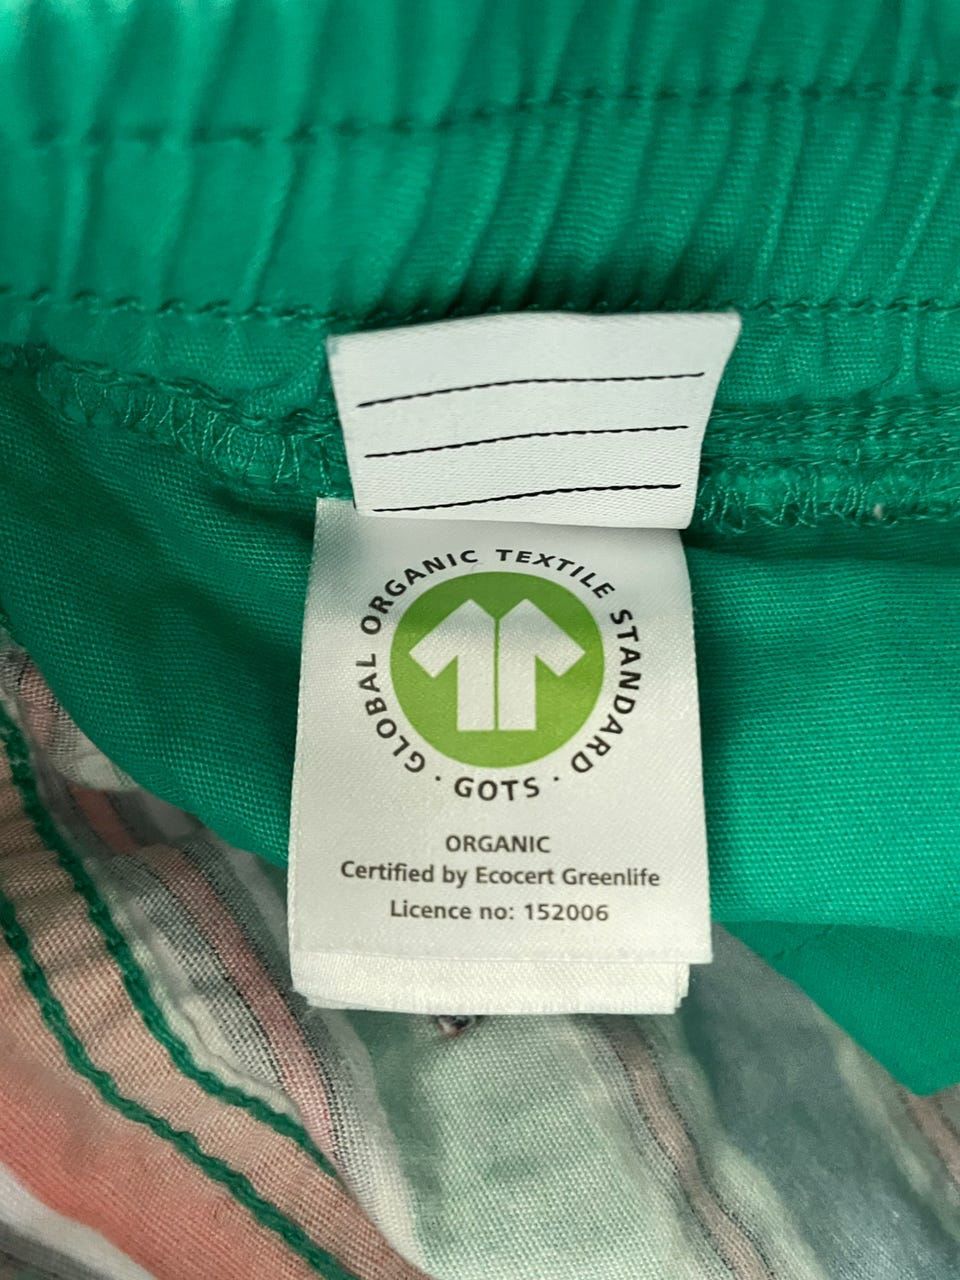 GLOBAL ORGANIC TEXTILE STANDARD
· GOTS ·
ORGANIC
Certified by Ecocert Greenlife
Licence no: 152006